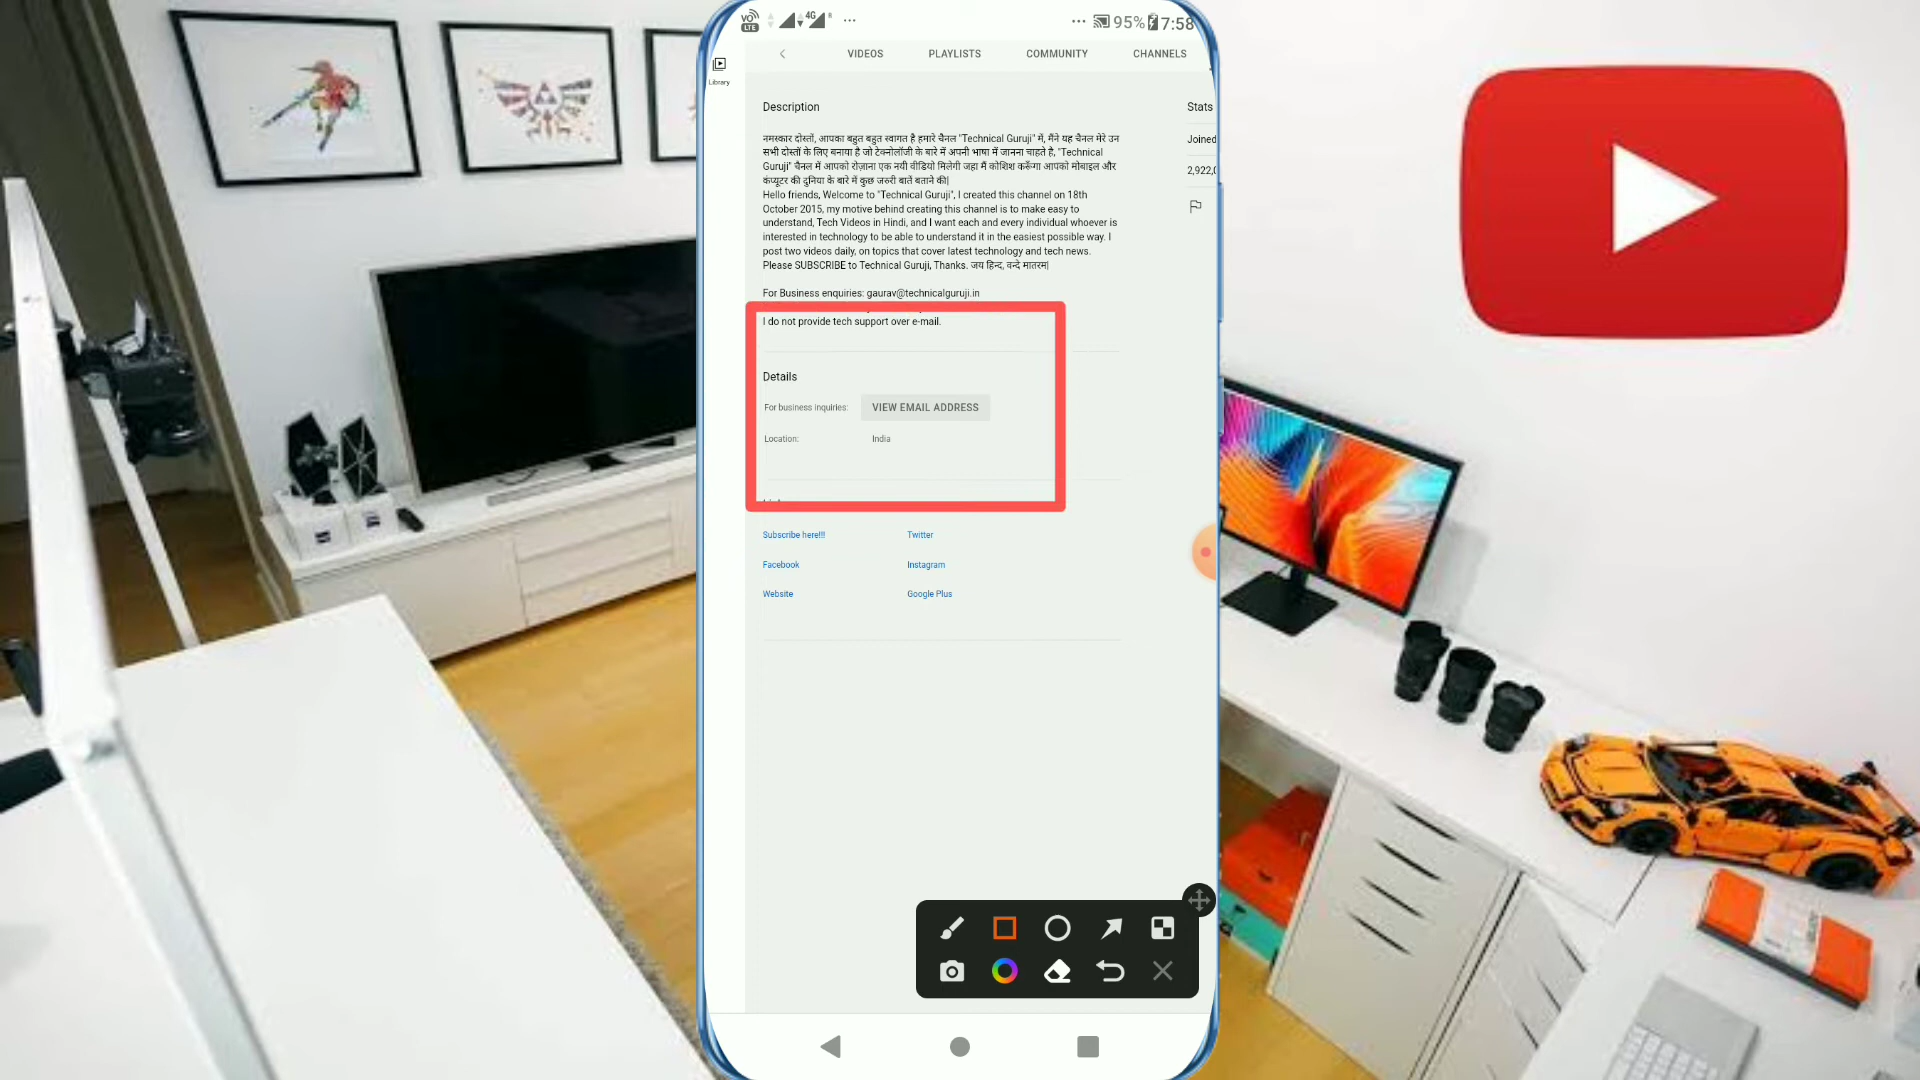 VO LTE 4G R 95% 7:58
VIDEOS PLAYLISTS COMMUNITY CHANNELS
Library
Description
नमस्कार दोस्तों, आपका बहुत बहुत स्वागत है हमारे चैनल "Technical Guruji" में, मैंने यह चैनल मेरे उन
सभी दोस्तों के लिए बनाया है जो टेक्नोलॉजी के बारे में अपनी भाषा में जानना चाहते है, "Technical
Guruji" चैनल में आपको रोज़ाना एक नयी वीडियो मिलेगी जहा मैं कोशिश करूँगा आपको मोबाइल और
कंप्यूटर की दुनिया के बारे में कुछ जरुरी बातें बताने की|
Hello friends, Welcome to "Technical Guruji", I created this channel on 18th
October 2015, my motive behind creating this channel is to make easy to
understand, Tech Videos in Hindi, and I want each and every individual whoever is
interested in technology to be able to understand it in the easiest possible way. I
post two videos daily, on topics that cover latest technology and tech news.
Please SUBSCRIBE to Technical Guruji, Thanks. जय हिन्द, वन्दे मातरम|
For Business enquiries: gaurav@technicalguruji.in
I do not provide tech support over e-mail.
Details
For business inquiries: VIEW EMAIL ADDRESS
Location: India
Subscribe here!!! Twitter
Facebook Instagram
Website Google Plus
Stats
Joined
2,922,0